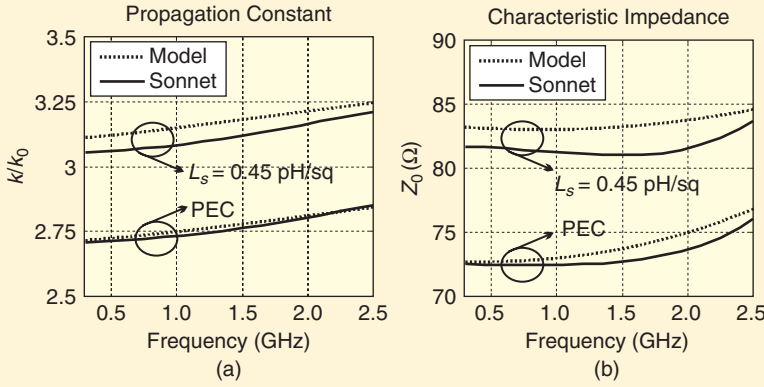 Propagation Constant
3.5
3.25
3
2.75
2.5
k/k0
Model
Sonnet
Ls = 0.45 pH/sq
PEC
0.5 1.0 1.5 2.0 2.5
Frequency (GHz)
(a)
Characteristic Impedance
90
85
80
75
70
Z0 (Ω)
Model
Sonnet
Ls = 0.45 pH/sq
PEC
0.5 1.0 1.5 2.0 2.5
Frequency (GHz)
(b)